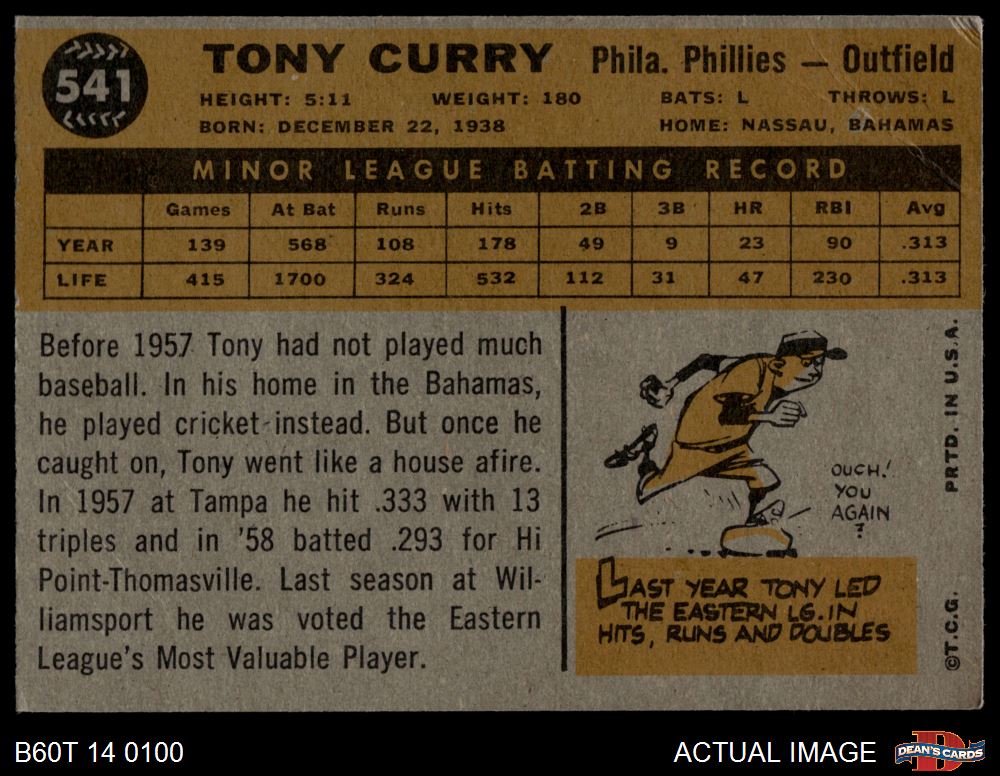 541
TONY CURRY Phila. Phillies — Outfield
HEIGHT: 5:11 WEIGHT: 180 BATS: L THROWS: L
BORN: DECEMBER 22, 1938 HOME: NASSAU, BAHAMAS
MINOR LEAGUE BATTING RECORD
Games At Bat Runs Hits 2B 3B HR RBI Avg
YEAR 139 568 108 178 49 9 23 90 .313
LIFE 415 1700 324 532 112 31 47 230 .313
Before 1957 Tony had not played much
baseball. In his home in the Bahamas,
he played cricket instead. But once he
caught on, Tony went like a house afire.
In 1957 at Tampa he hit .333 with 13
triples and in '58 batted .293 for Hi
Point-Thomasville. Last season at Wil-
liamsport he was voted the Eastern
League's Most Valuable Player.
OUCH!
YOU
AGAIN
?
LAST YEAR TONY LED
THE EASTERN LG. IN
HITS, RUNS AND DOUBLES
©T.C.G. PRTD. IN U.S.A.
B60T 14 0100
ACTUAL IMAGE
D
DEAN'S CARDS